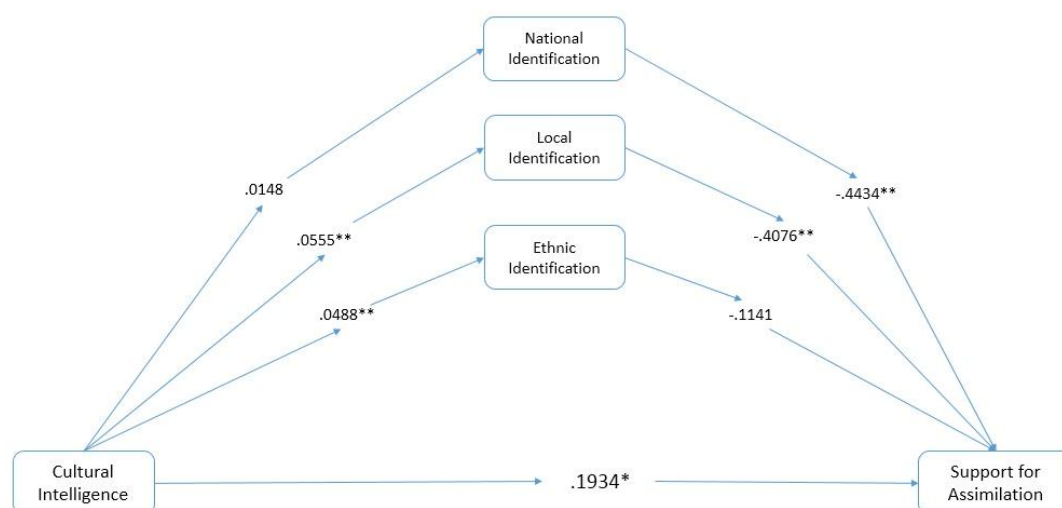 National
Identification
Local
Identification
.0148
-.4434**
.0555**
-.4076**
Ethnic
Identification
.0488**
-.1141
Cultural
Intelligence
.1934*
Support for
Assimilation